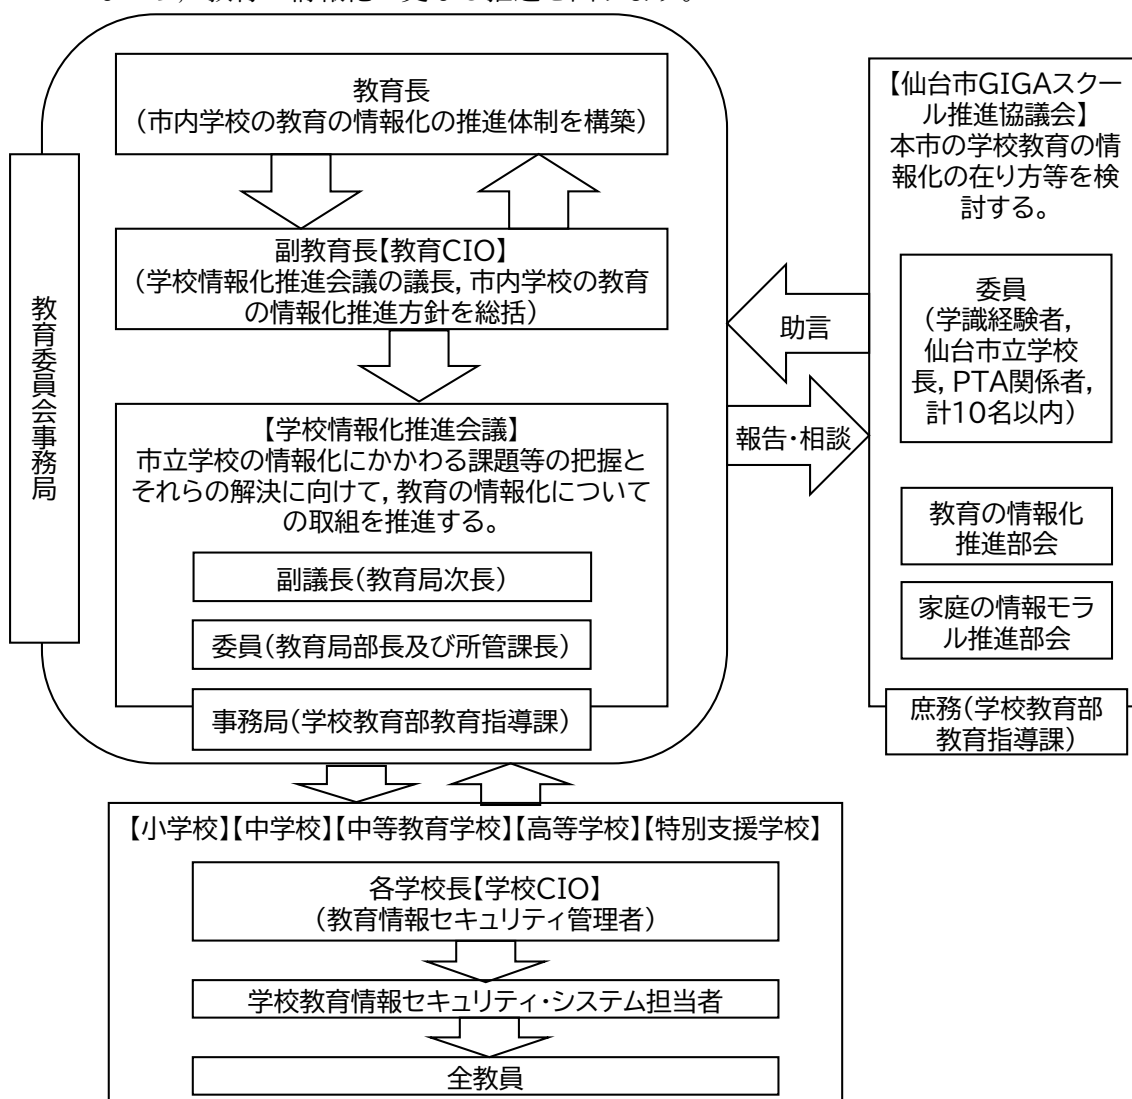 教育長
(市内学校の教育の情報化の推進体制を構築)
副教育長【教育CIO】
(学校情報化推進会議の議長,市内学校の教育
の情報化推進方針を総括)
【学校情報化推進会議】
市立学校の情報化にかかわる課題等の把握と
それらの解決に向けて,教育の情報化について
の取組を推進する。
副議長(教育局次長)
委員(教育局部長及び所管課長)
事務局(学校教育部教育指導課)
教育委員会事務局
助言
報告・相談
【仙台市GIGAスクー
ル推進協議会】
本市の学校教育の情
報化の在り方等を検
討する。
委員
(学識経験者,
仙台市立学校
長,PTA関係者,
計10名以内)
教育の情報化
推進部会
家庭の情報モラ
ル推進部会
庶務(学校教育部
教育指導課)
【小学校】【中学校】【中等教育学校】【高等学校】【特別支援学校】
各学校長【学校CIO】
(教育情報セキュリティ管理者)
学校教育情報セキュリティ・システム担当者
全教員